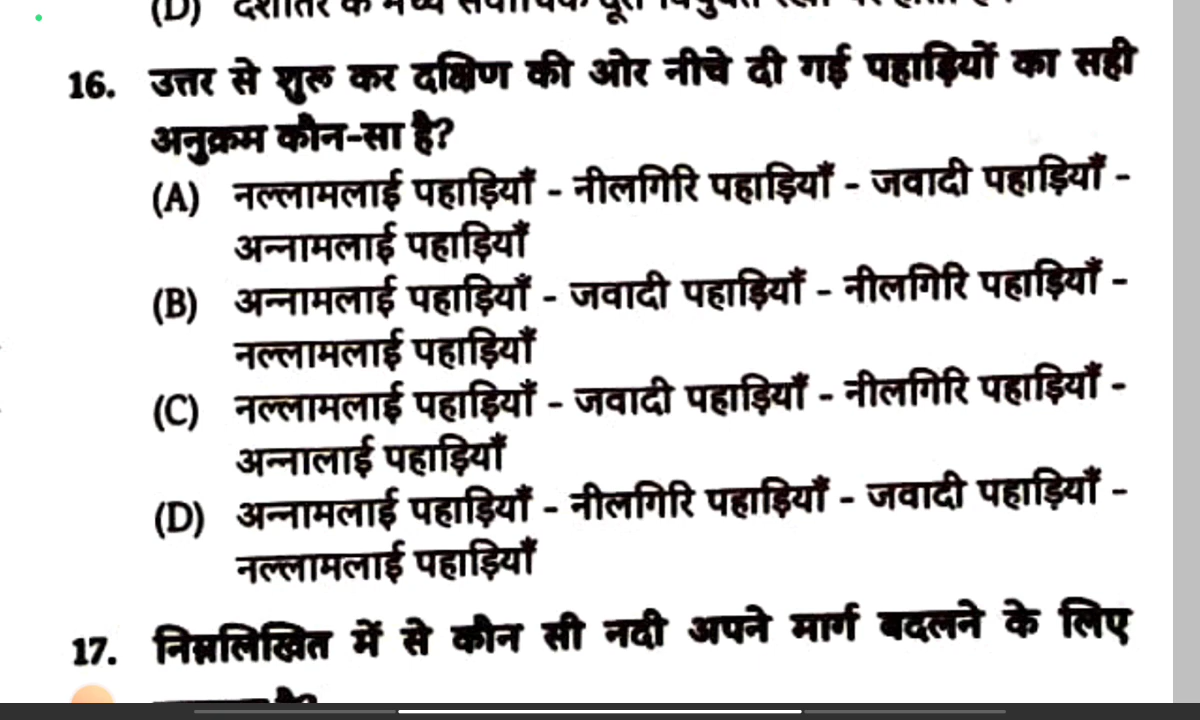 (D)
16. उत्तर से शुरू कर दक्षिण की ओर नीचे दी गई पहाड़ियों का सही
अनुक्रम कौन-सा है?
(A) नल्लामलाई पहाड़ियाँ - नीलगिरि पहाड़ियाँ - जवादी पहाड़ियाँ -
अन्नामलाई पहाड़ियाँ
(B) अन्नामलाई पहाड़ियाँ - जवादी पहाड़ियाँ - नीलगिरि पहाड़ियाँ -
नल्लामलाई पहाड़ियाँ
(C) नल्लामलाई पहाड़ियाँ - जवादी पहाड़ियाँ - नीलगिरि पहाड़ियाँ -
अन्नालाई पहाड़ियाँ
(D) अन्नामलाई पहाड़ियाँ - नीलगिरि पहाड़ियाँ - जवादी पहाड़ियाँ -
नल्लामलाई पहाड़ियाँ
17. निम्नलिखित में से कौन सी नदी अपने मार्ग बदलने के लिए